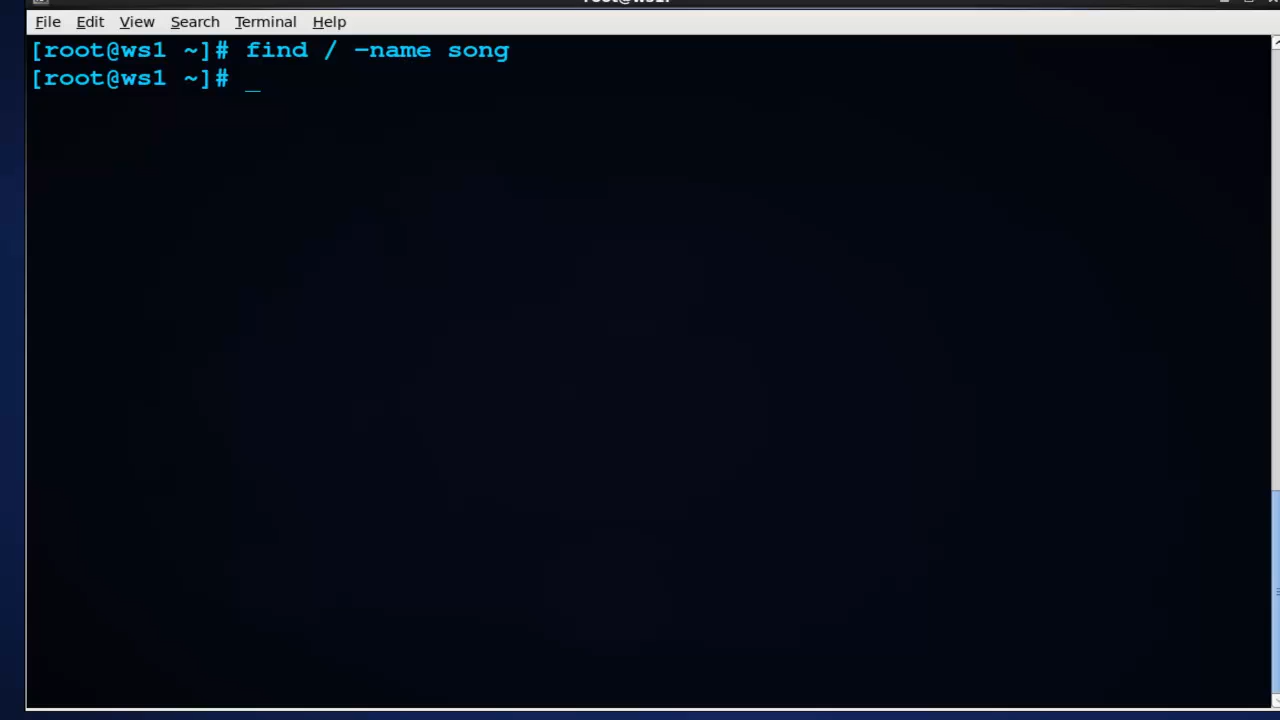 File Edit View Search Terminal Help
[root@ws1 ~]# find / -name song
[root@ws1 ~]# _